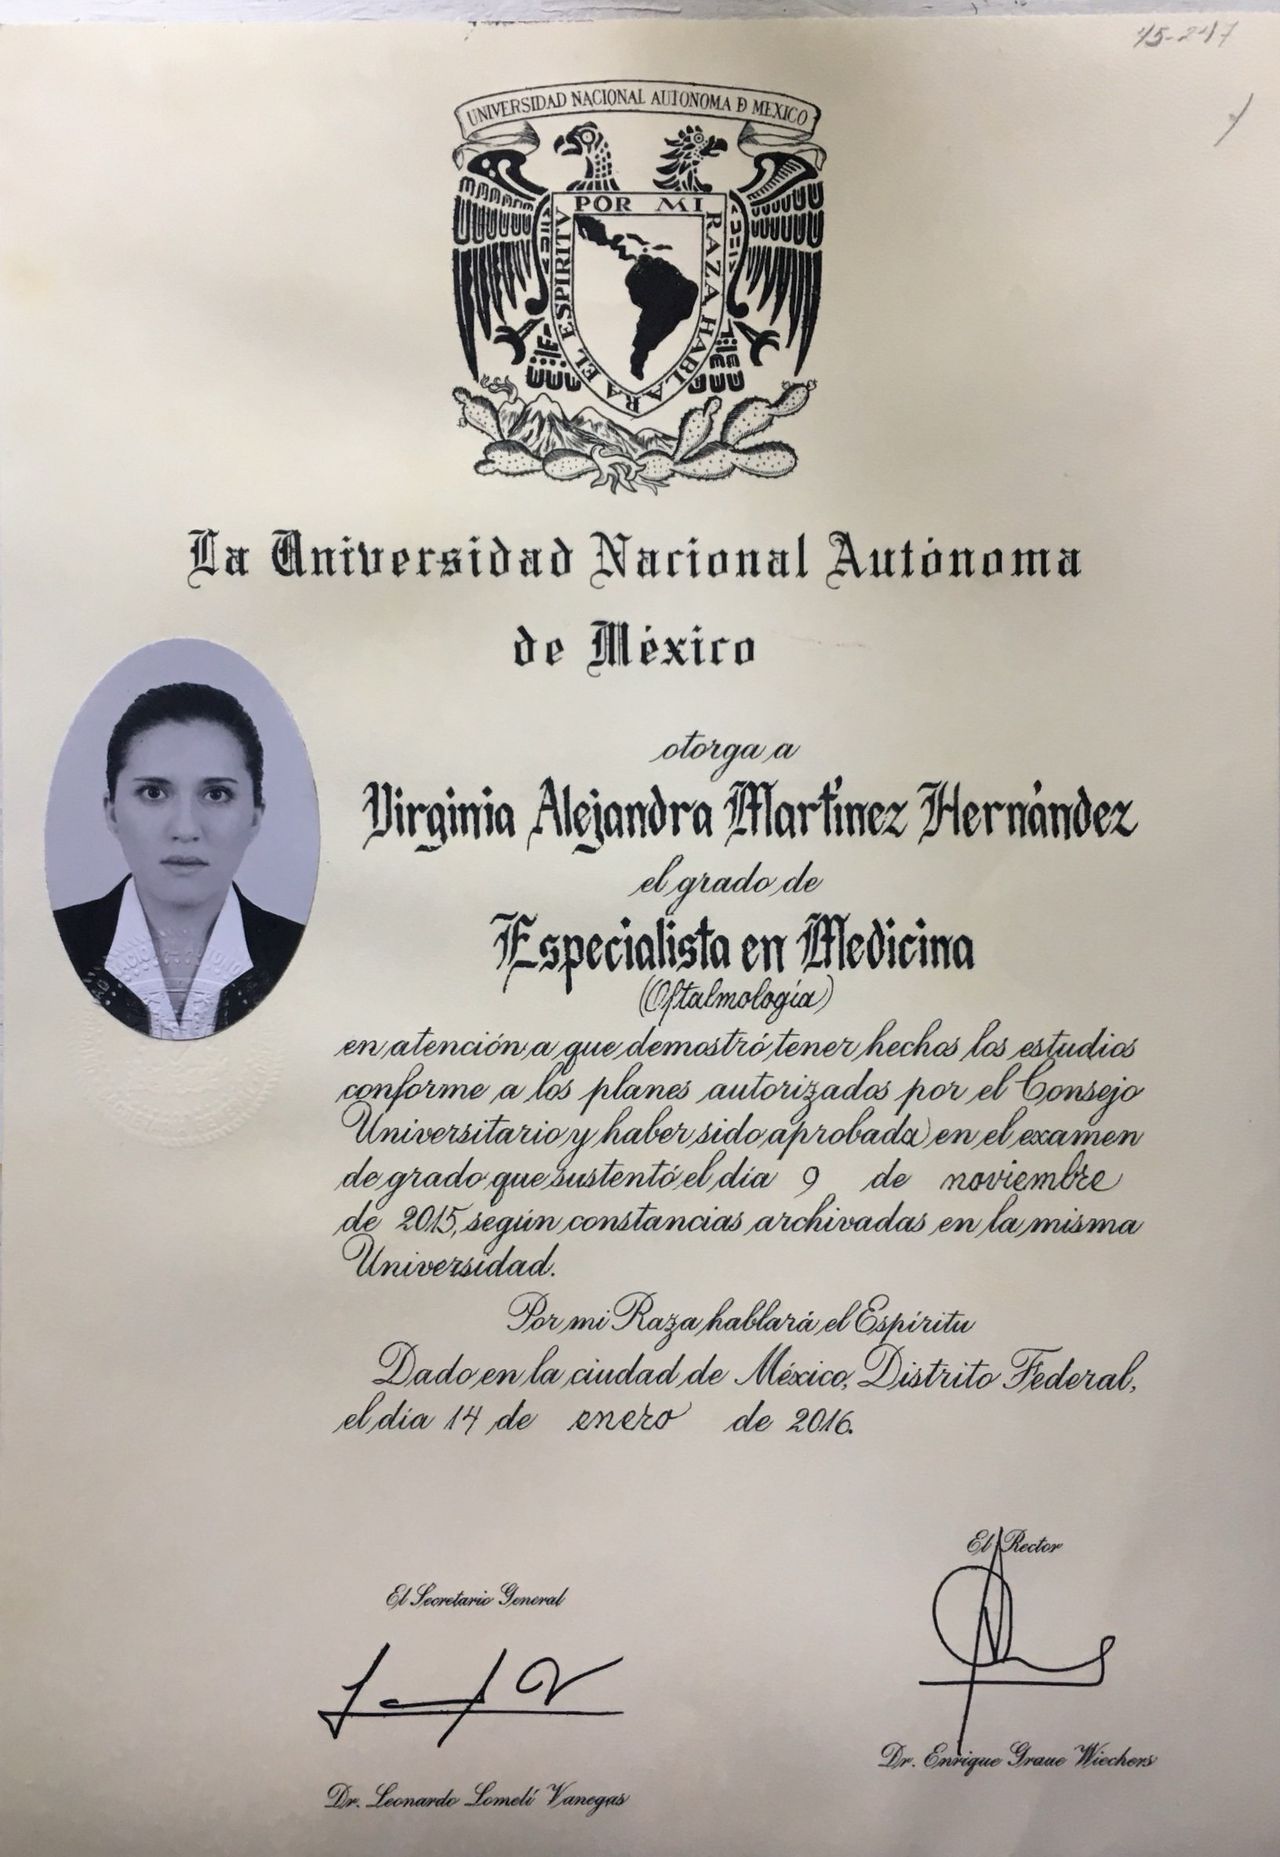 45-247
UNIVERSIDAD NACIONAL AUTONOMA D MEXICO
POR MI RAZA HABLARA EL ESPIRITV
La Universidad Nacional Autónoma
de México
otorga a
Virginia Alejandra Martínez Hernández
el grado de
Especialista en Medicina
(Oftalmología)
en atención a que demostró tener hechos los estudios
conforme a los planes autorizados por el Consejo
Universitario y haber sido aprobada en el examen
de grado que sustentó el día 9 de noviembre
de 2015, según constancias archivadas en la misma
Universidad.
Por mi Raza hablará el Espíritu
Dado en la ciudad de México, Distrito Federal,
el día 14 de enero de 2016.
El Rector
El Secretario General
Dr. Enrique Graue Wiechers
Dr. Leonardo Lomelí Vanegas